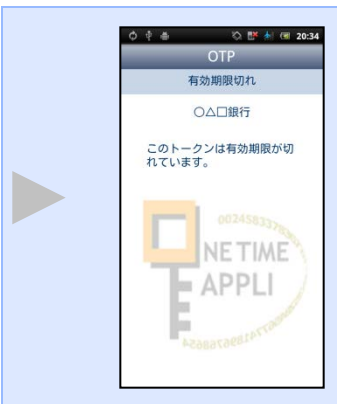 20:34
OTP
有効期限切れ
○△□銀行
このトークンは有効期限が切
れています。
NE TIME
APPLI